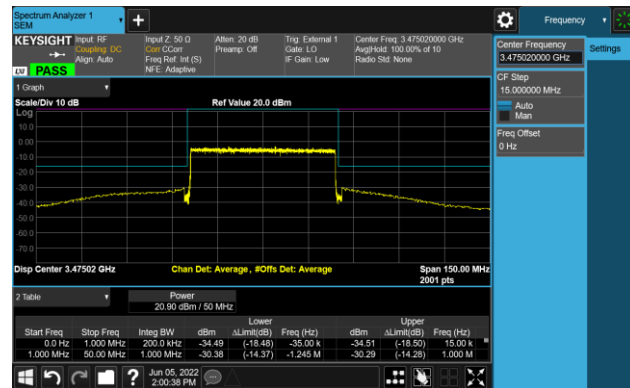 Spectrum Analyzer 1
SEM
Frequency
KEYSIGHT
Input: RF
Coupling: DC
Align: Auto
Input Z: 50 Ω
Corr CCorr
Freq Ref: Int (S)
NFE: Adaptive
Atten: 20 dB
Preamp: Off
Trig: External 1
Gate: LO
IF Gain: Low
Center Freq: 3.475020000 GHz
Avg|Hold: 100.00% of 10
Radio Std: None
LXI
PASS
Center Frequency
3.475020000 GHz
Settings
CF Step
15.000000 MHz
Auto
Man
Freq Offset
0 Hz
1 Graph
Scale/Div 10 dB
Ref Value 20.0 dBm
Log
10.0
0.00
-10.0
-20.0
-30.0
-40.0
-50.0
-60.0
-70.0
Disp Center 3.47502 GHz
Chan Det: Average , #Offs Det: Average
Span 150.00 MHz
2001 pts
2 Table
Power
20.90 dBm / 50 MHz
Lower Upper
Start Freq Stop Freq Integ BW dBm ΔLimit(dB) Freq (Hz) dBm ΔLimit(dB) Freq (Hz)
0.0 Hz 1.000 MHz 200.0 kHz -34.49 (-18.48) -35.00 k -34.51 (-18.50) 15.00 k
1.000 MHz 50.00 MHz 1.000 MHz -30.38 (-14.37) -1.245 M -30.29 (-14.28) 1.000 M
?
Jun 05, 2022
2:00:38 PM